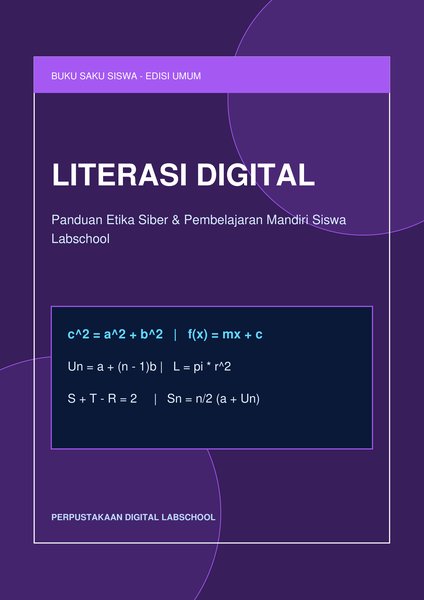 BUKU SAKU SISWA - EDISI UMUM
LITERASI DIGITAL
Panduan Etika Siber & Pembelajaran Mandiri Siswa
Labschool
c^2 = a^2 + b^2 | f(x) = mx + c
Un = a + (n - 1)b | L = pi * r^2
S + T - R = 2 | Sn = n/2 (a + Un)
PERPUSTAKAAN DIGITAL LABSCHOOL